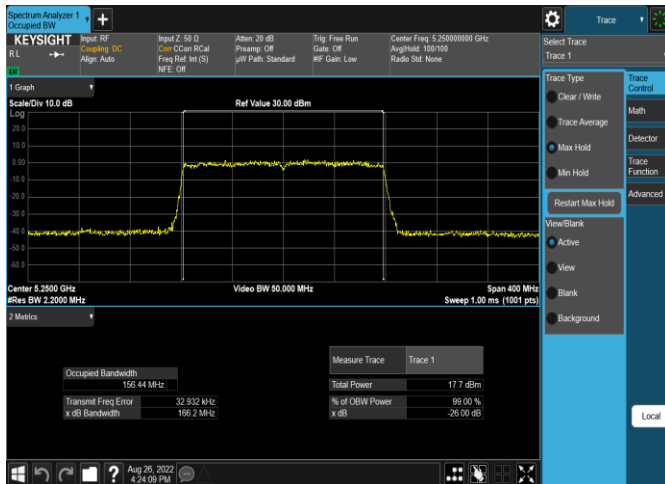 Spectrum Analyzer 1
Occupied BW
+
Trace
KEYSIGHT
R L
LXI
Input: RF
Coupling: DC
Align: Auto
Input Z: 50 Ω
Corr CCorr RCal
Freq Ref: Int (S)
NFE: Off
Atten: 20 dB
Preamp: Off
µW Path: Standard
Trig: Free Run
Gate: Off
#IF Gain: Low
Center Freq: 5.250000000 GHz
Avg|Hold: 100/100
Radio Std: None
Select Trace
Trace 1
1 Graph
Scale/Div 10.0 dB
Ref Value 30.00 dBm
Log
20.0
10.0
0.00
-10.0
-20.0
-30.0
-40.0
-50.0
-60.0
Center 5.2500 GHz
#Res BW 2.2000 MHz
Video BW 50.000 MHz
Span 400 MHz
Sweep 1.00 ms (1001 pts)
Trace Type
Clear / Write
Trace Average
Max Hold
Min Hold
Restart Max Hold
View/Blank
Active
View
Blank
Background
Trace
Control
Math
Detector
Trace
Function
Advanced
Local
2 Metrics
Occupied Bandwidth
156.44 MHz
Transmit Freq Error 32.932 kHz
x dB Bandwidth 166.2 MHz
Measure Trace Trace 1
Total Power 17.7 dBm
% of OBW Power 99.00 %
x dB -26.00 dB
?
Aug 26, 2022
4:24:09 PM